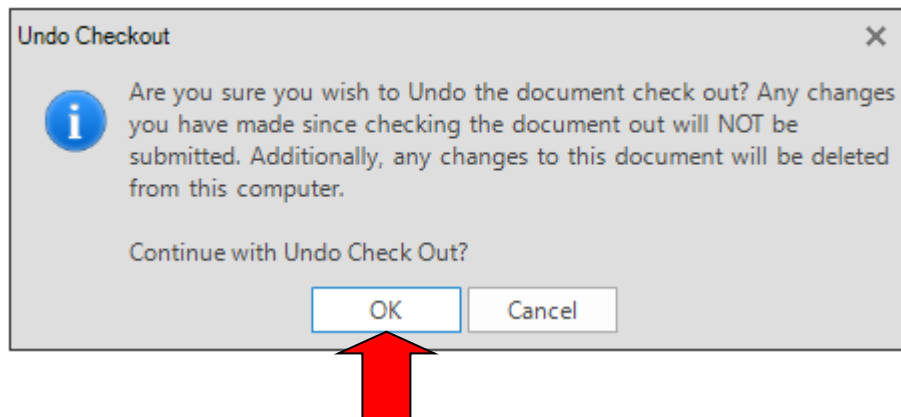 Undo Checkout
Are you sure you wish to Undo the document check out? Any changes
you have made since checking the document out will NOT be
submitted. Additionally, any changes to this document will be deleted
from this computer.
Continue with Undo Check Out?
OK Cancel